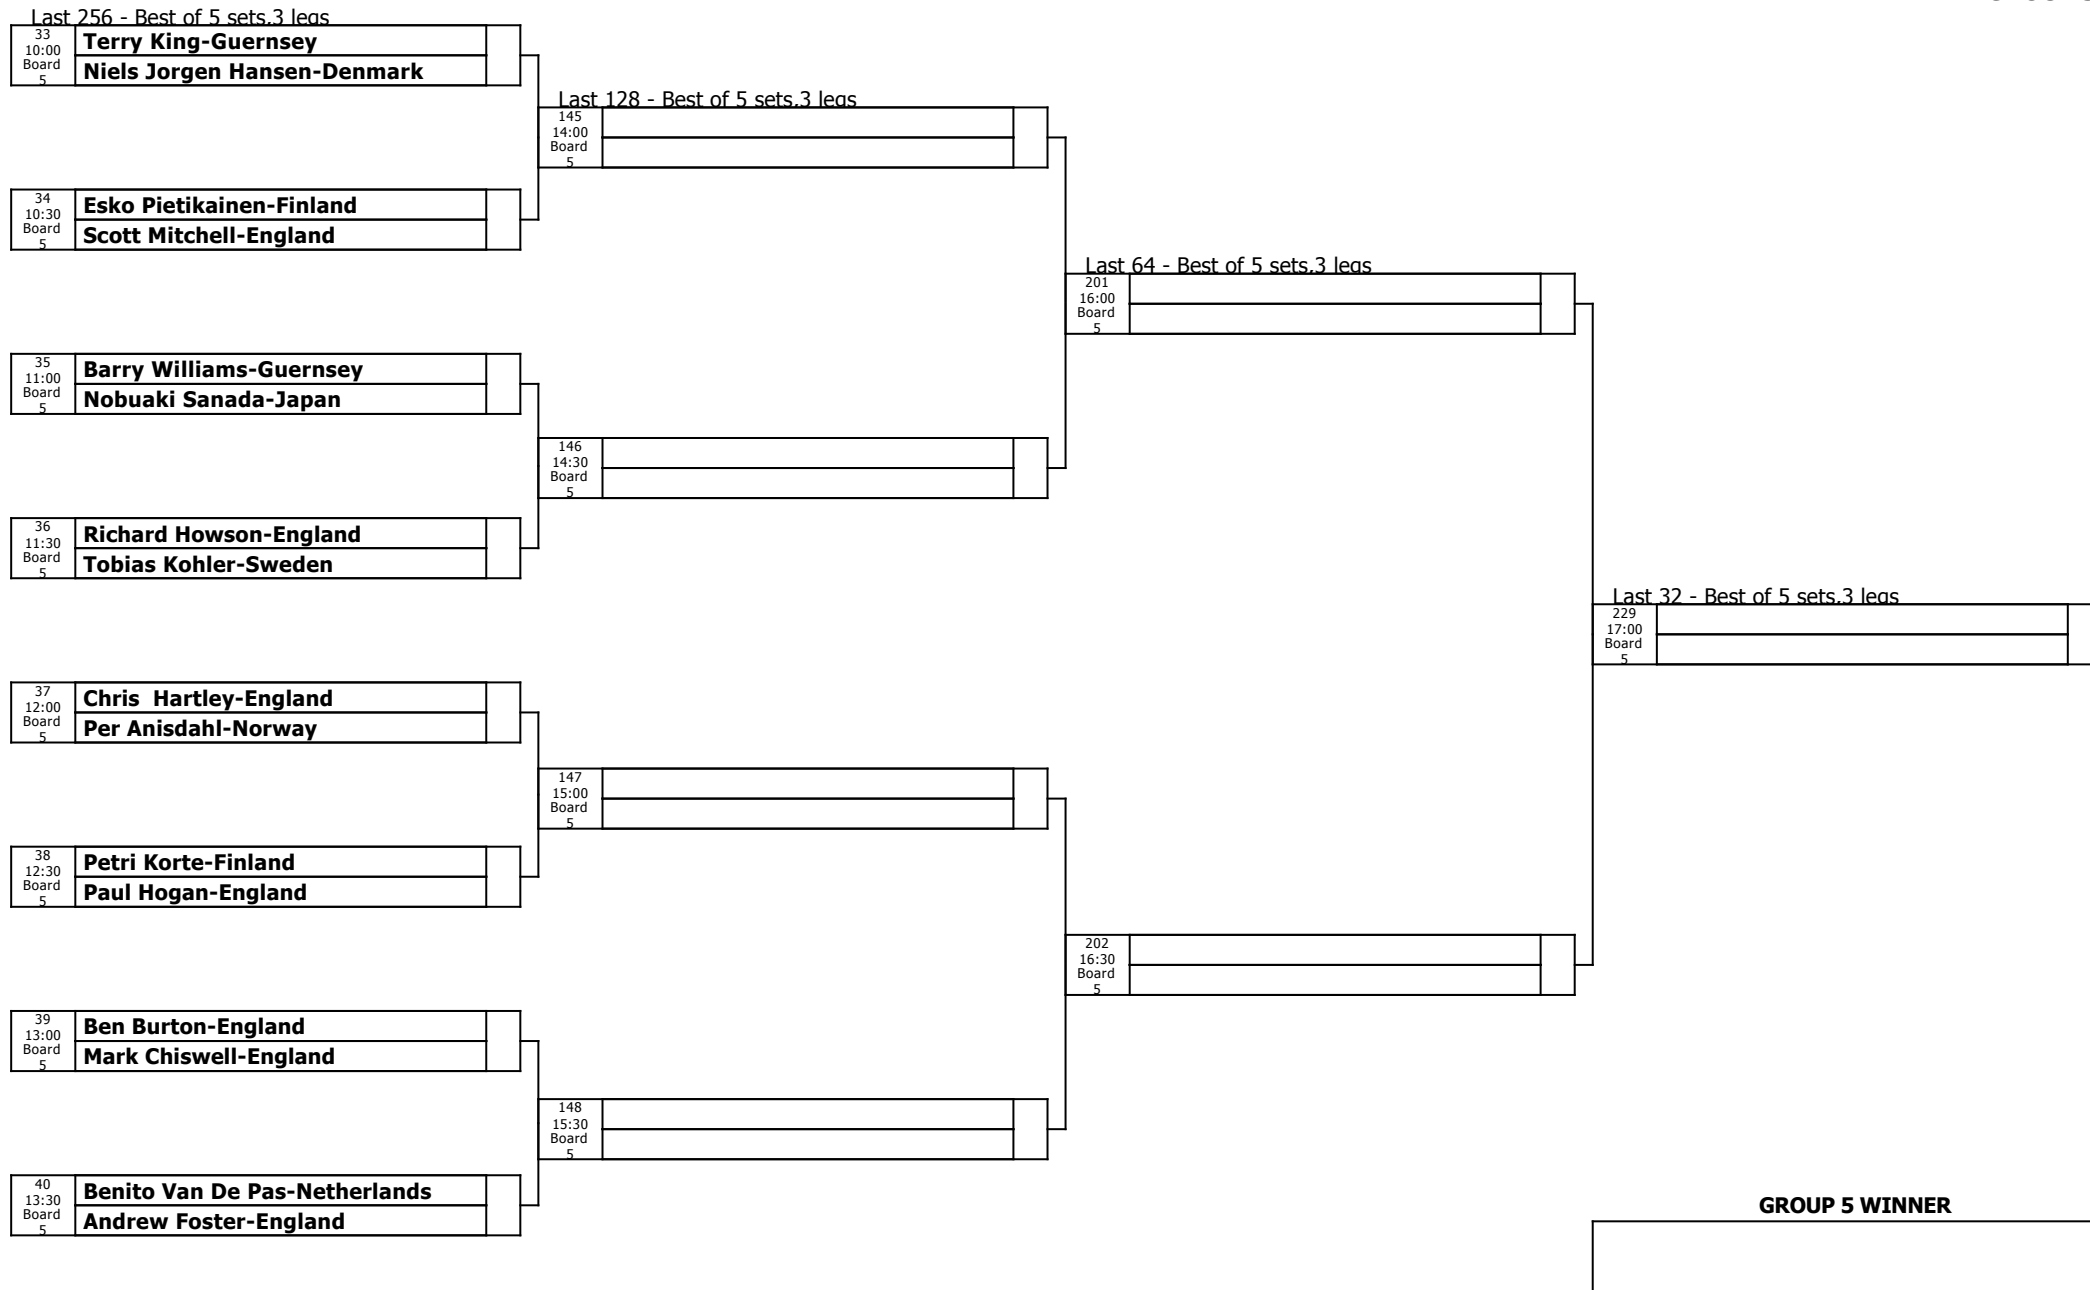 Last 256 - Best of 5 sets,3 legs
33
10:00
Board
5
Terry King-Guernsey
Niels Jorgen Hansen-Denmark
Last 128 - Best of 5 sets,3 legs
145
14:00
Board
5
34
10:30
Board
5
Esko Pietikainen-Finland
Scott Mitchell-England
Last 64 - Best of 5 sets,3 legs
201
16:00
Board
5
35
11:00
Board
5
Barry Williams-Guernsey
Nobuaki Sanada-Japan
146
14:30
Board
5
36
11:30
Board
5
Richard Howson-England
Tobias Kohler-Sweden
Last 32 - Best of 5 sets,3 legs
229
17:00
Board
5
37
12:00
Board
5
Chris  Hartley-England
Per Anisdahl-Norway
147
15:00
Board
5
38
12:30
Board
5
Petri Korte-Finland
Paul Hogan-England
202
16:30
Board
5
39
13:00
Board
5
Ben Burton-England
Mark Chiswell-England
148
15:30
Board
5
40
13:30
Board
5
Benito Van De Pas-Netherlands
Andrew Foster-England
GROUP 5 WINNER